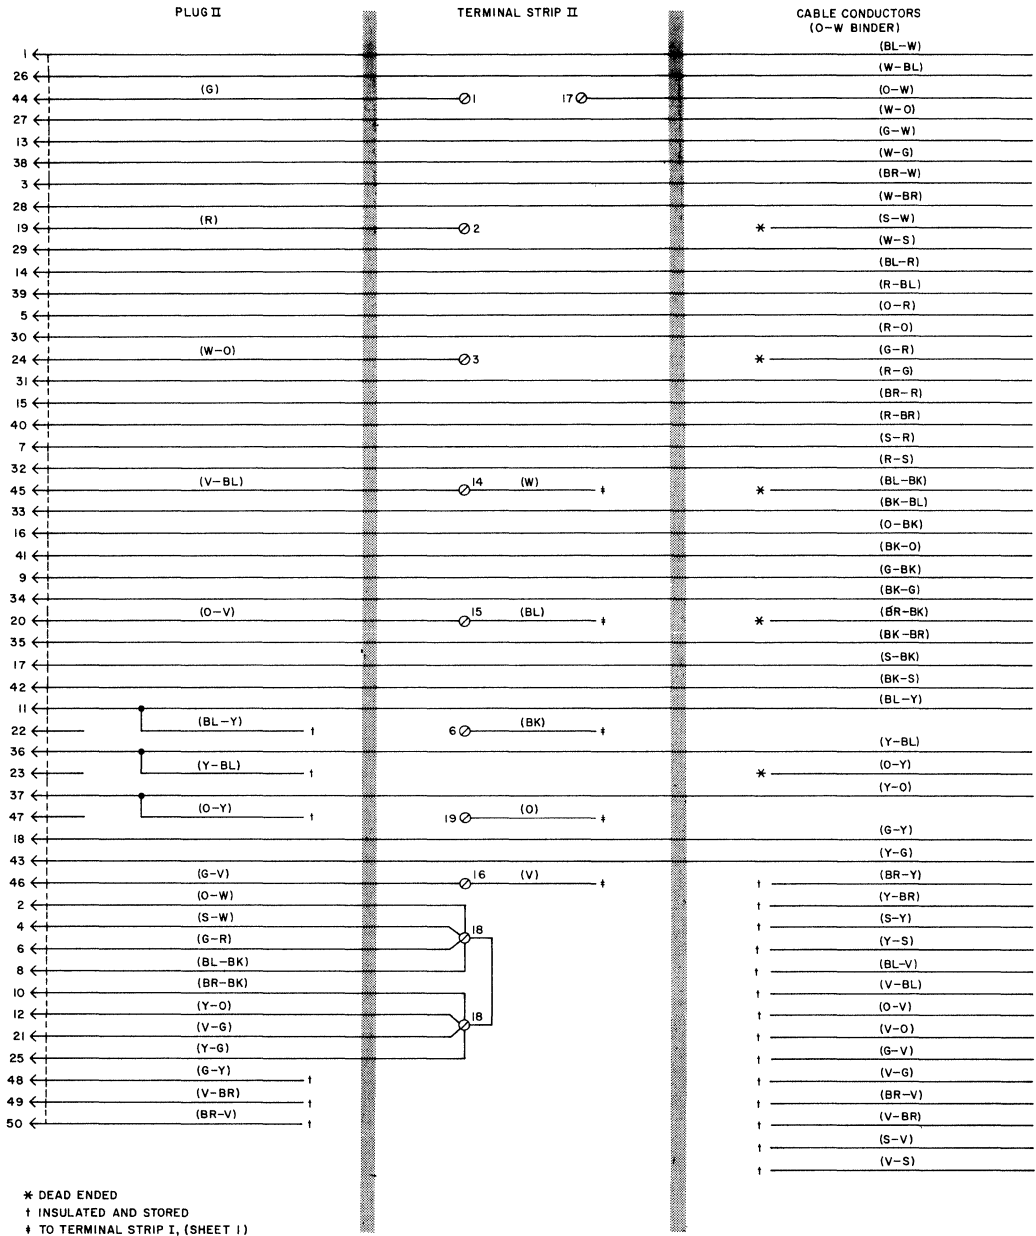 PLUG II TERMINAL STRIP II CABLE CONDUCTORS
(O-W BINDER)
1 (BL-W)
26 (W-BL)
44 (G) 1 17 (O-W)
27 (W-O)
13 (G-W)
38 (W-G)
3 (BR-W)
28 (W-BR)
19 (R) 2 * (S-W)
29 (W-S)
14 (BL-R)
39 (R-BL)
5 (O-R)
30 (R-O)
24 (W-O) 3 * (G-R)
31 (R-G)
15 (BR-R)
40 (R-BR)
7 (S-R)
32 (R-S)
45 (V-BL) 14 (W) ‡ * (BL-BK)
33 (BK-BL)
16 (O-BK)
41 (BK-O)
9 (G-BK)
34 (BK-G)
20 (O-V) 15 (BL) ‡ * (BR-BK)
35 (BK-BR)
17 (S-BK)
42 (BK-S)
11 (BL-Y)
22 (BL-Y) † 6 (BK) ‡
36 (Y-BL)
23 (Y-BL) † * (O-Y)
37 (Y-O)
47 (O-Y) † 19 (O) ‡
18 (G-Y)
43 (Y-G)
46 (G-V) 16 (V) ‡ † (BR-Y)
2 (O-W) † (Y-BR)
4 (S-W) 18 † (S-Y)
6 (G-R) † (Y-S)
8 (BL-BK) † (BL-V)
10 (BR-BK) † (V-BL)
12 (Y-O) 18 † (O-V)
21 (V-G) † (V-O)
25 (Y-G) † (G-V)
48 (G-Y) † † (V-G)
49 (V-BR) † † (BR-V)
50 (BR-V) † † (V-BR)
† (S-V)
† (V-S)
* DEAD ENDED
† INSULATED AND STORED
‡ TO TERMINAL STRIP I, (SHEET 1)